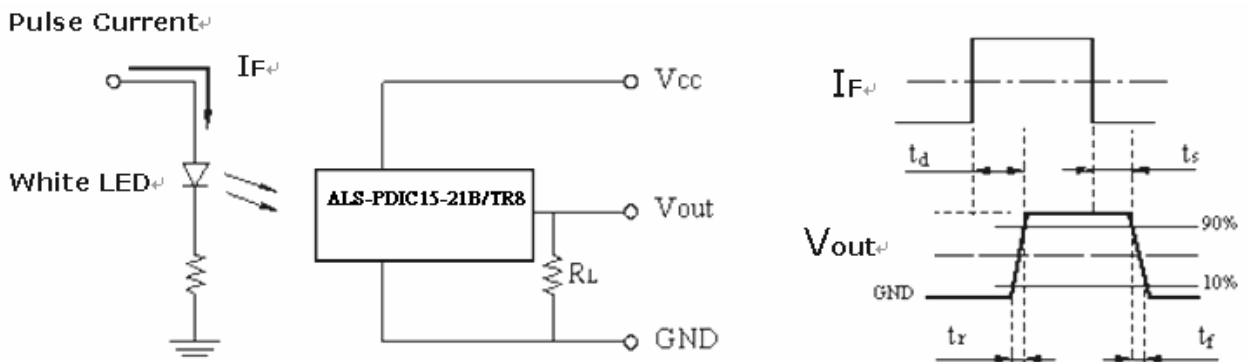 Pulse Current↵
IF↵
White LED↵
ALS-PDIC15-21B/TR8
Vcc
Vout
RL
GND
IF↵
td
ts
Vout↵
90%
10%
GND
tr
tf